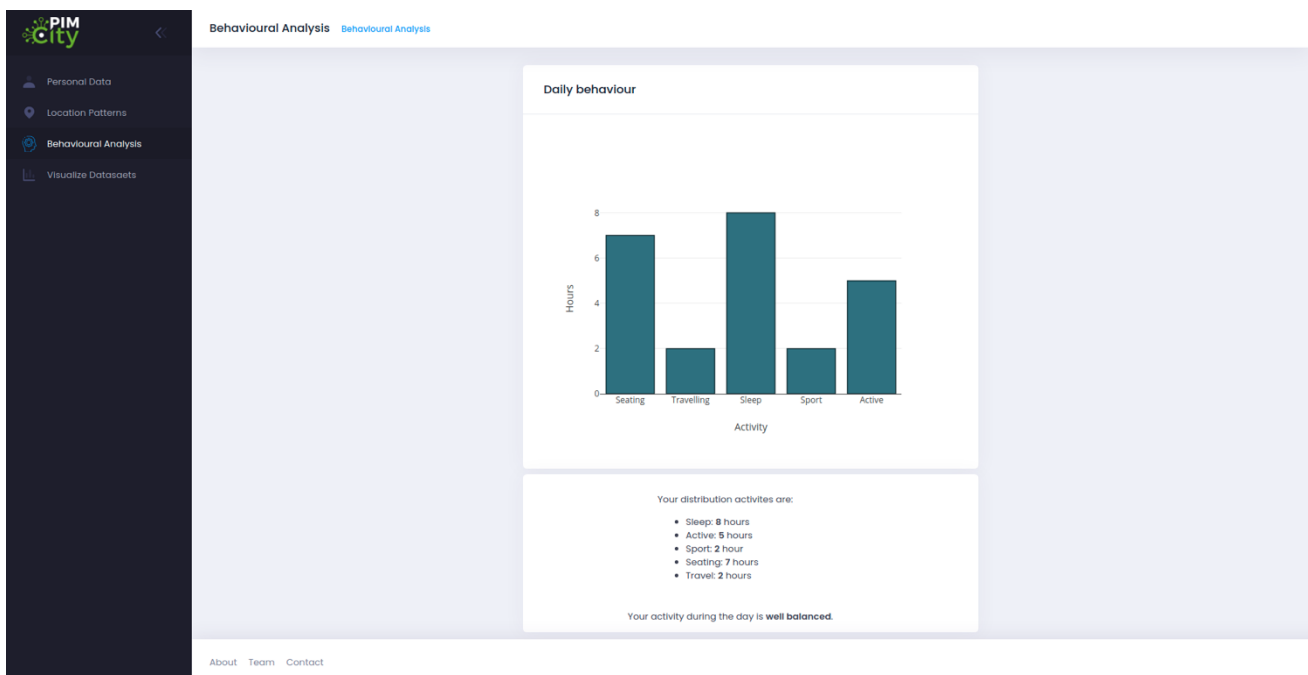 PIM
City
Behavioural Analysis Behavioural Analysis
Personal Data
Location Patterns
Behavioural Analysis
Visualize Datasaets
Daily behaviour
8
6
4
2
0
Hours
Seating Travelling Sleep Sport Active
Activity
Your distribution activites are:
Sleep: 8 hours
Active: 5 hours
Sport: 2 hour
Seating: 7 hours
Travel: 2 hours
Your activity during the day is well balanced.
About Team Contact